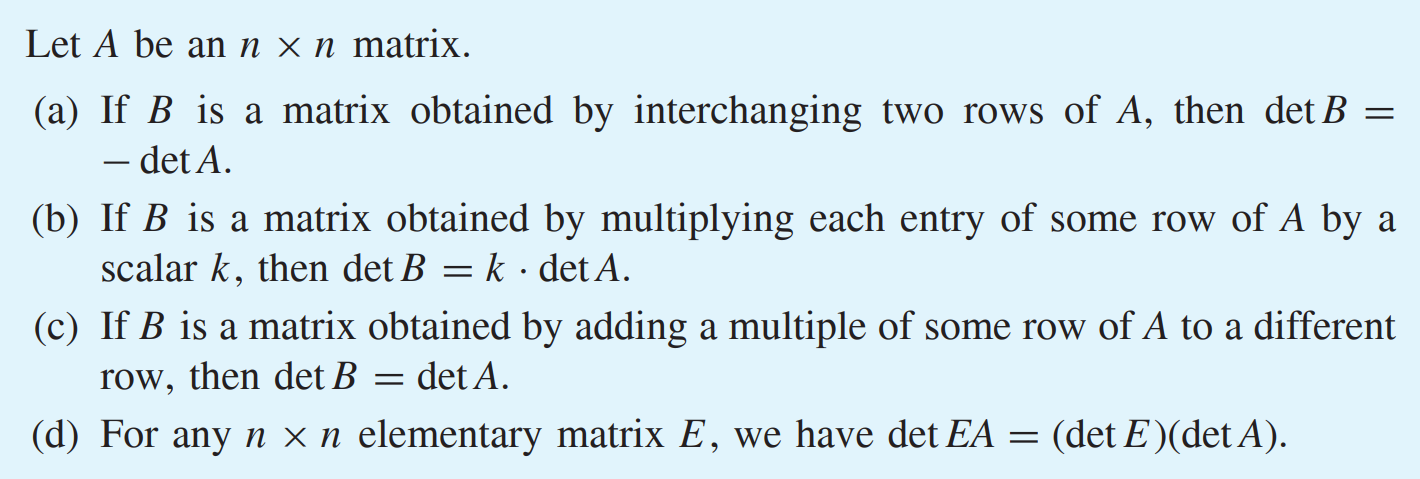 Let A be an n × n matrix.
(a) If B is a matrix obtained by interchanging two rows of A, then det B =
− det A.
(b) If B is a matrix obtained by multiplying each entry of some row of A by a
scalar k, then det B = k · det A.
(c) If B is a matrix obtained by adding a multiple of some row of A to a different
row, then det B = det A.
(d) For any n × n elementary matrix E, we have det EA = (det E)(det A).